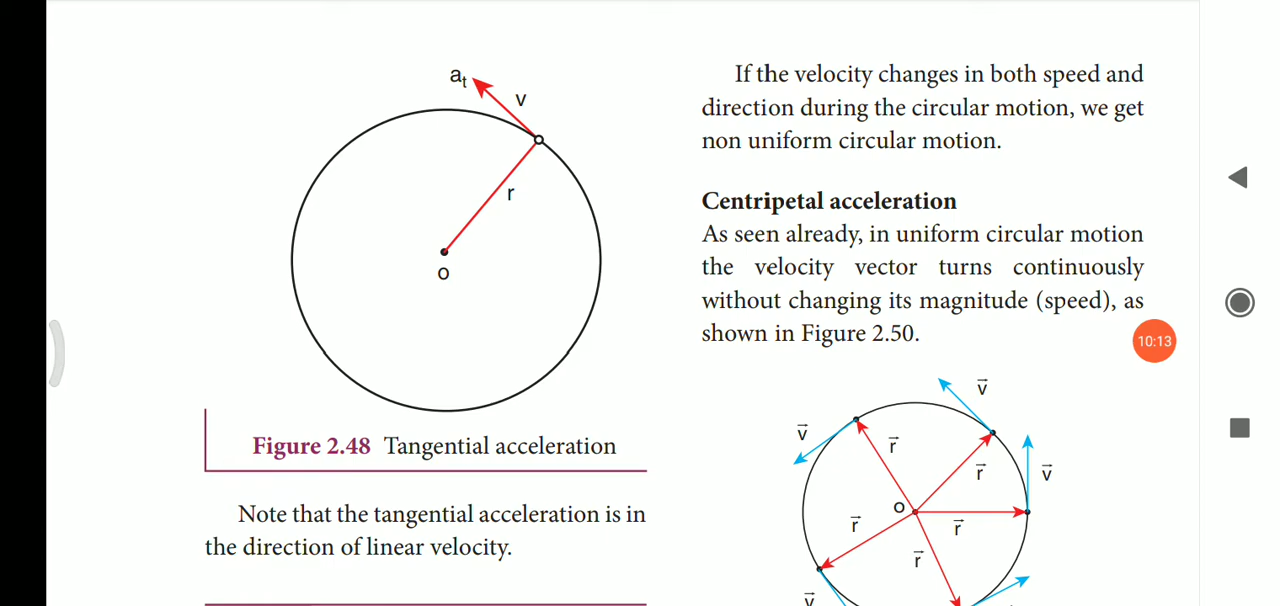 a_t
v
r
o
Figure 2.48 Tangential acceleration
Note that the tangential acceleration is in
the direction of linear velocity.
If the velocity changes in both speed and
direction during the circular motion, we get
non uniform circular motion.
Centripetal acceleration
As seen already, in uniform circular motion
the velocity vector turns continuously
without changing its magnitude (speed), as
shown in Figure 2.50.
10:13
v⃗
v⃗
r⃗
r⃗
v⃗
o
r⃗
r⃗
r⃗
v⃗